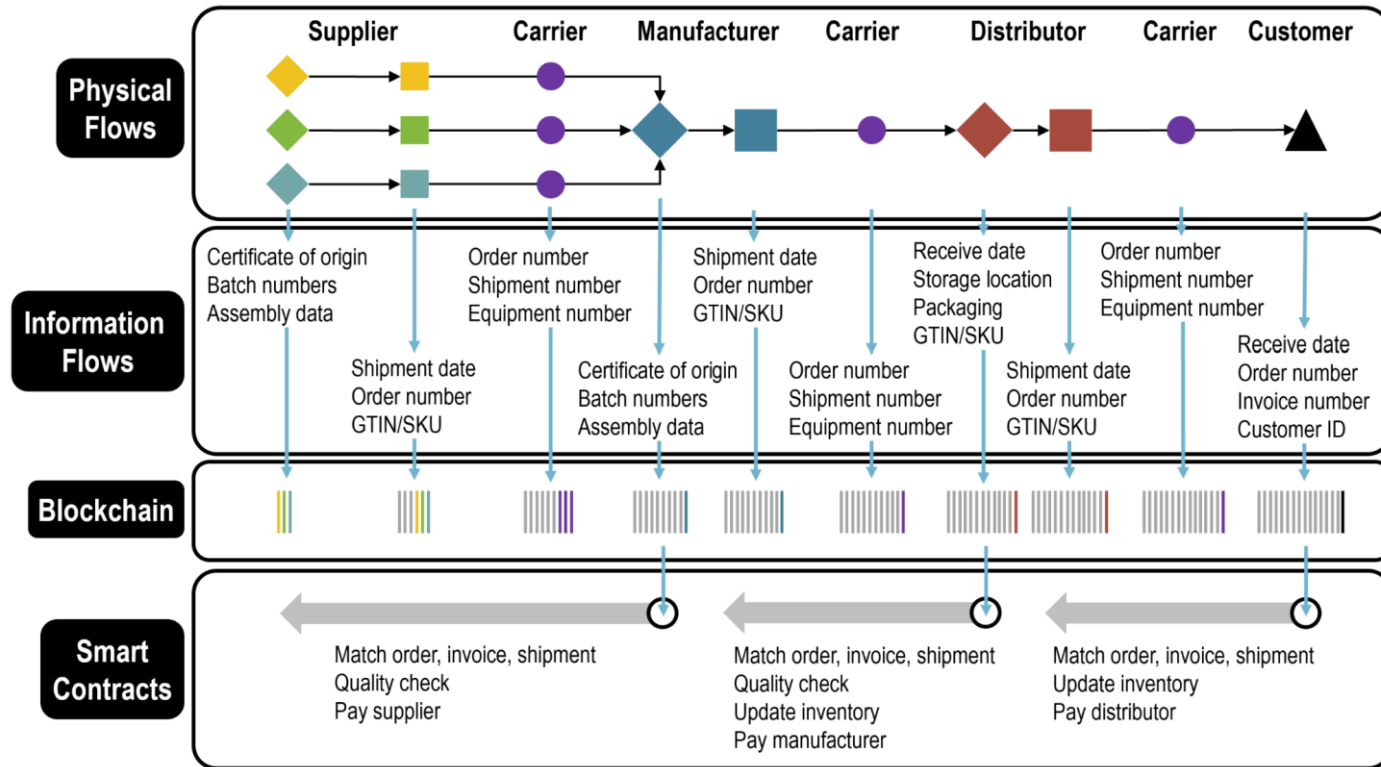 Supplier
Carrier
Manufacturer
Carrier
Distributor
Carrier
Customer
Physical
Flows
Information
Flows
Certificate of origin
Batch numbers
Assembly data
Shipment date
Order number
GTIN/SKU
Order number
Shipment number
Equipment number
Certificate of origin
Batch numbers
Assembly data
Shipment date
Order number
GTIN/SKU
Order number
Shipment number
Equipment number
Receive date
Storage location
Packaging
GTIN/SKU
Shipment date
Order number
GTIN/SKU
Order number
Shipment number
Equipment number
Receive date
Order number
Invoice number
Customer ID
Blockchain
Smart
Contracts
Match order, invoice, shipment
Quality check
Pay supplier
Match order, invoice, shipment
Quality check
Update inventory
Pay manufacturer
Match order, invoice, shipment
Update inventory
Pay distributor